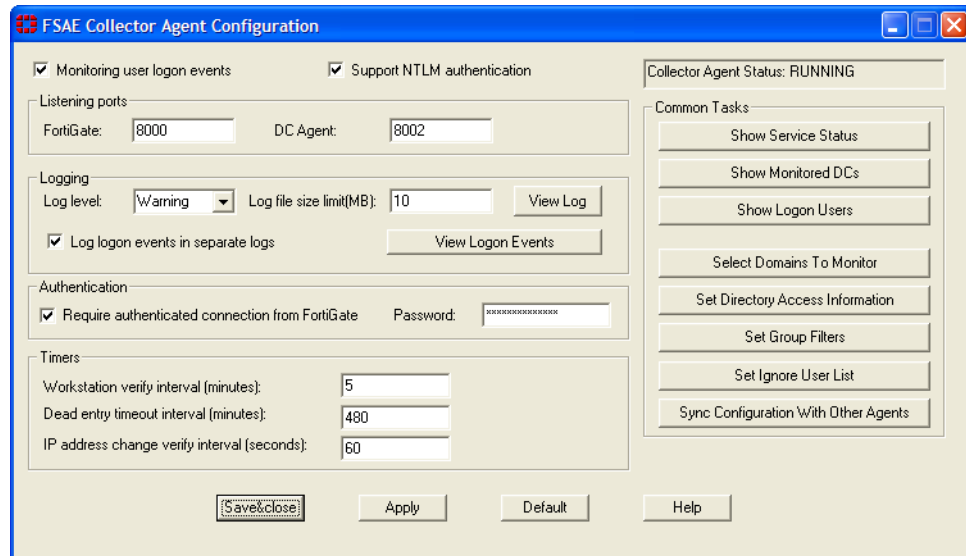 FSAE Collector Agent Configuration
Monitoring user logon events
Support NTLM authentication
Collector Agent Status: RUNNING
Listening ports
FortiGate: 8000 DC Agent: 8002
Logging
Log level: Warning Log file size limit(MB): 10 View Log
Log logon events in separate logs View Logon Events
Authentication
Require authenticated connection from FortiGate Password: **************
Timers
Workstation verify interval (minutes): 5
Dead entry timeout interval (minutes): 480
IP address change verify interval (seconds): 60
Common Tasks
Show Service Status
Show Monitored DCs
Show Logon Users
Select Domains To Monitor
Set Directory Access Information
Set Group Filters
Set Ignore User List
Sync Configuration With Other Agents
Save&close Apply Default Help